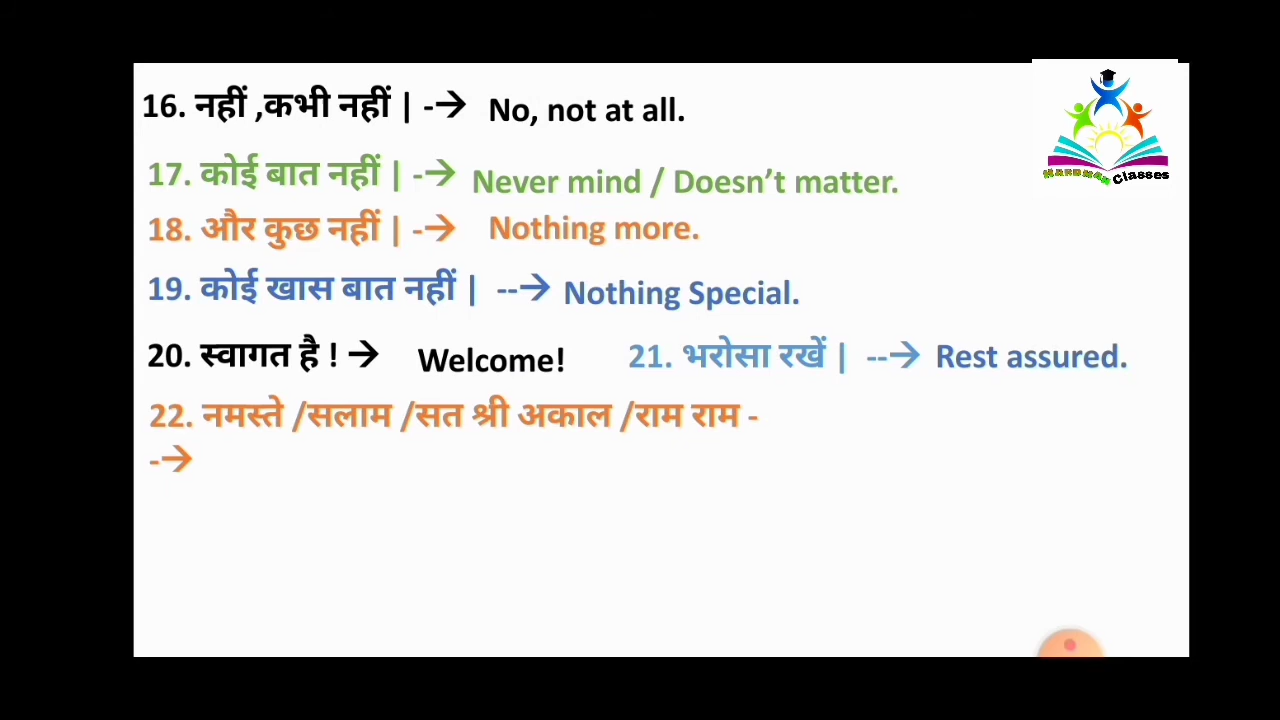 16. नहीं ,कभी नहीं | -→ No, not at all.
17. कोई बात नहीं | -→ Never mind / Doesn’t matter.
18. और कुछ नहीं | -→ Nothing more.
19. कोई खास बात नहीं | --→ Nothing Special.
20. स्वागत है ! → Welcome! 21. भरोसा रखें | --→ Rest assured.
22. नमस्ते /सलाम /सत श्री अकाल /राम राम -
-→
Classes